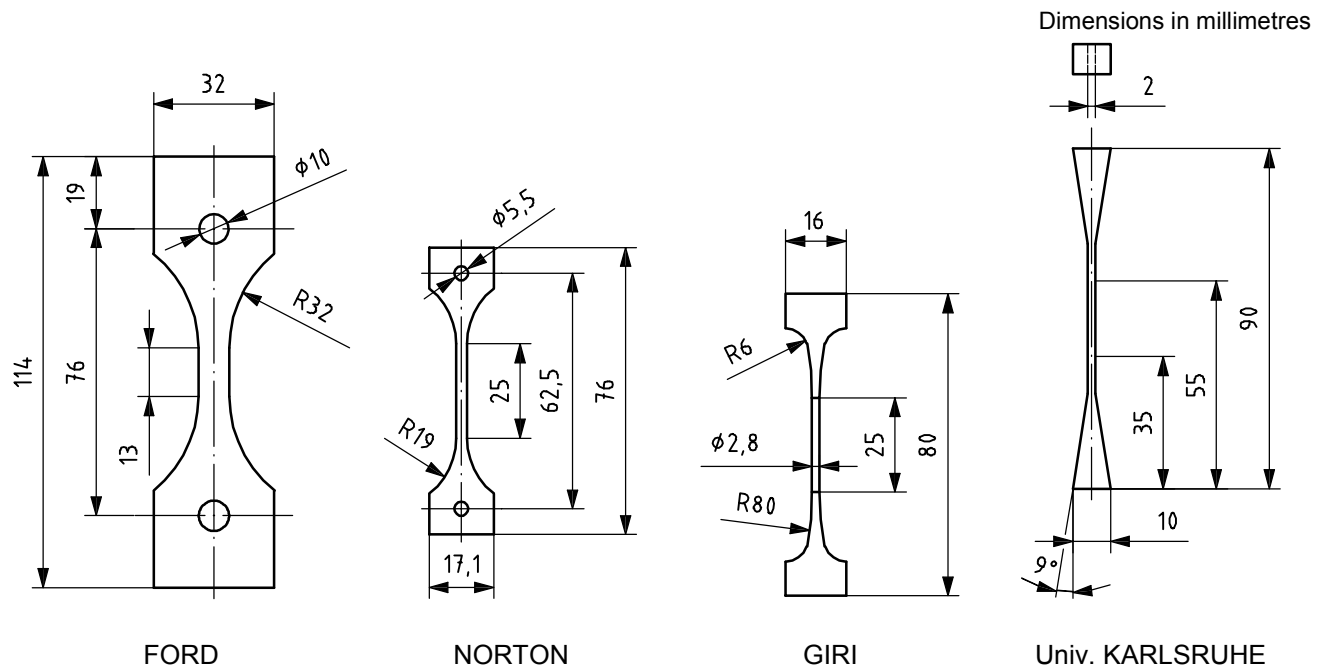 Dimensions in millimetres
32
ϕ10
19
114
76
13
R32
FORD
ϕ5,5
R19
25
62,5
76
17,1
NORTON
16
R6
ϕ2,8
R80
25
80
GIRI
2
90
55
35
10
9°
Univ. KARLSRUHE